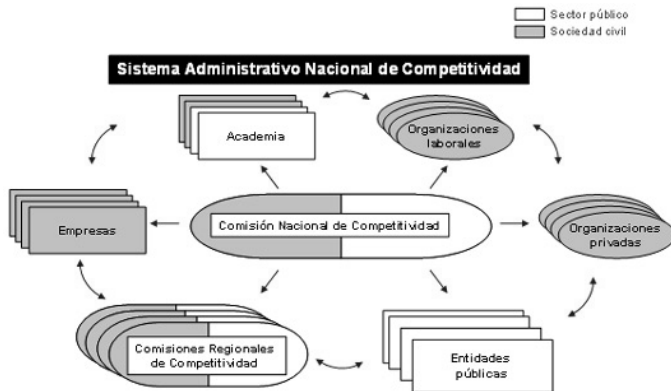 Sector público
Sociedad civil
Sistema Administrativo Nacional de Competitividad
Academia
Organizaciones
laborales
Empresas
Comisión Nacional de Competitividad
Organizaciones
privadas
Comisiones Regionales
de Competitividad
Entidades
públicas